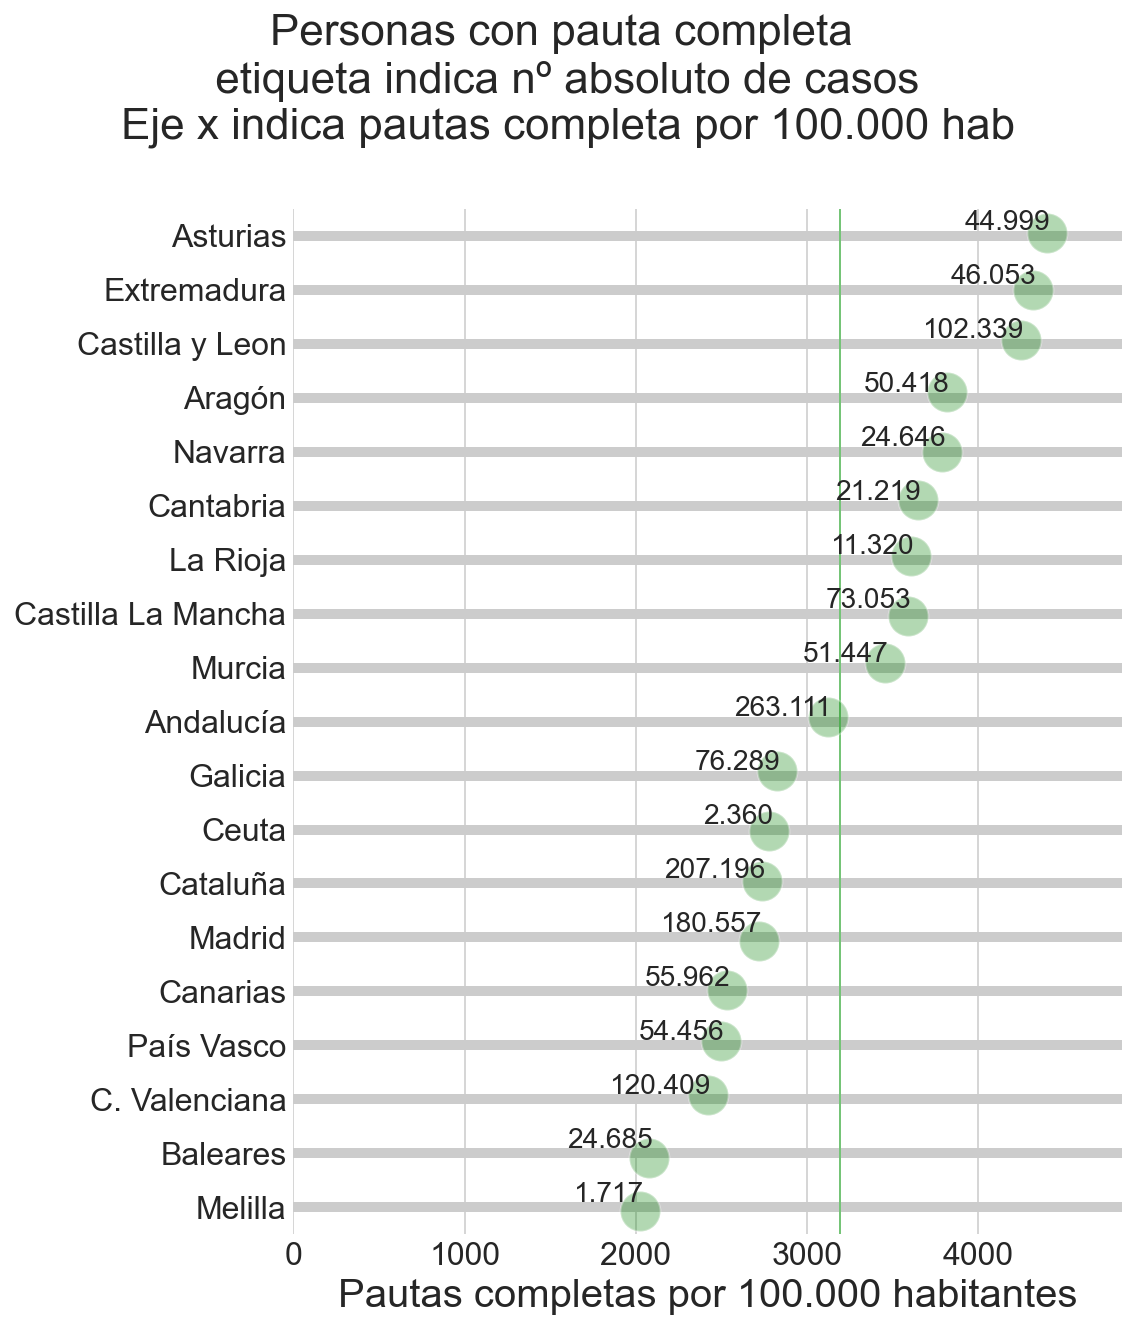 Personas con pauta completa
etiqueta indica nº absoluto de casos
Eje x indica pautas completa por 100.000 hab
Asturias 44.999
Extremadura 46.053
Castilla y Leon 102.339
Aragón 50.418
Navarra 24.646
Cantabria 21.219
La Rioja 11.320
Castilla La Mancha 73.053
Murcia 51.447
Andalucía 263.111
Galicia 76.289
Ceuta 2.360
Cataluña 207.196
Madrid 180.557
Canarias 55.962
País Vasco 54.456
C. Valenciana 120.409
Baleares 24.685
Melilla 1.717
0 1000 2000 3000 4000
Pautas completas por 100.000 habitantes